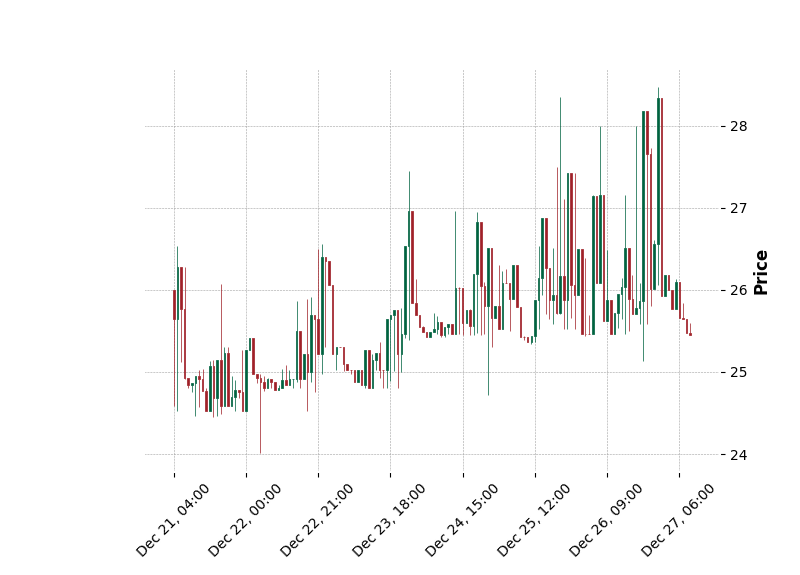 28
27
26
25
24
Price
Dec 21, 04:00
Dec 22, 00:00
Dec 22, 21:00
Dec 23, 18:00
Dec 24, 15:00
Dec 25, 12:00
Dec 26, 09:00
Dec 27, 06:00